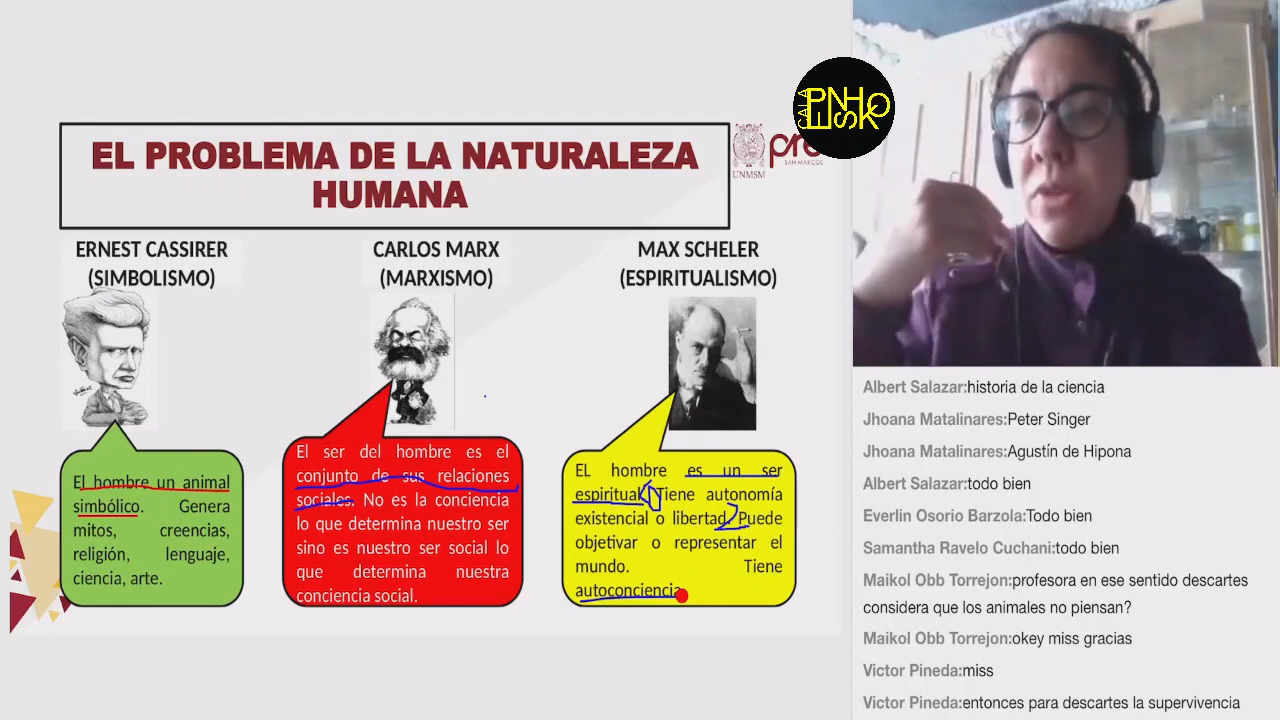 EL PROBLEMA DE LA NATURALEZA
HUMANA
UNMSM
SAN MARCOS
ERNEST CASSIRER
(SIMBOLISMO)
CARLOS MARX
(MARXISMO)
MAX SCHELER
(ESPIRITUALISMO)
El hombre un animal
simbólico. Genera
mitos, creencias,
religión, lenguaje,
ciencia, arte.
El ser del hombre es el
conjunto de sus relaciones
sociales. No es la conciencia
lo que determina nuestro ser
sino es nuestro ser social lo
que determina nuestra
conciencia social.
EL hombre es un ser
espiritual. Tiene autonomía
existencial o libertad. Puede
objetivar o representar el
mundo. Tiene
autoconciencia
Albert Salazar:historia de la ciencia
Jhoana Matalinares:Peter Singer
Jhoana Matalinares:Agustín de Hipona
Albert Salazar:todo bien
Everlin Osorio Barzola:Todo bien
Samantha Ravelo Cuchani:todo bien
Maikol Obb Torrejon:profesora en ese sentido descartes
considera que los animales no piensan?
Maikol Obb Torrejon:okey miss gracias
Victor Pineda:miss
Victor Pineda:entonces para descartes la supervivencia